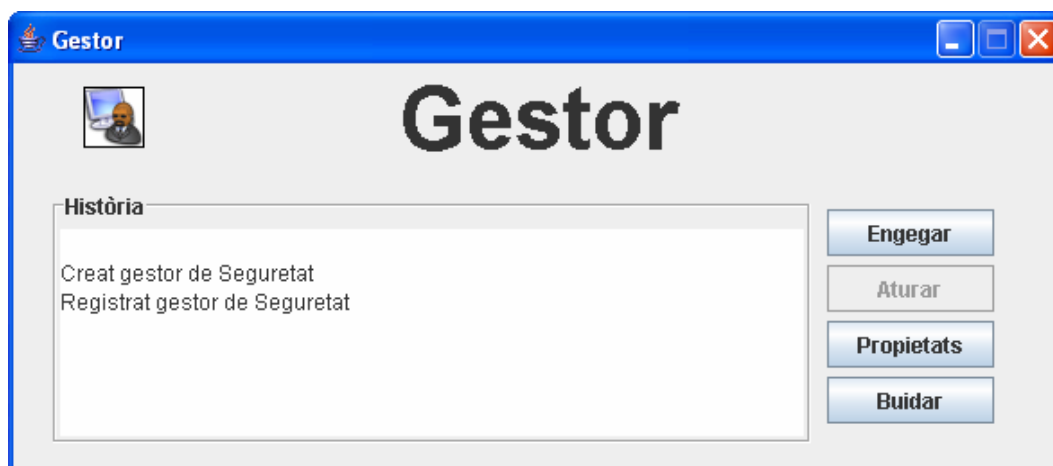 Gestor
Gestor
Història
Creat gestor de Seguretat
Registrat gestor de Seguretat
Engegar
Aturar
Propietats
Buidar